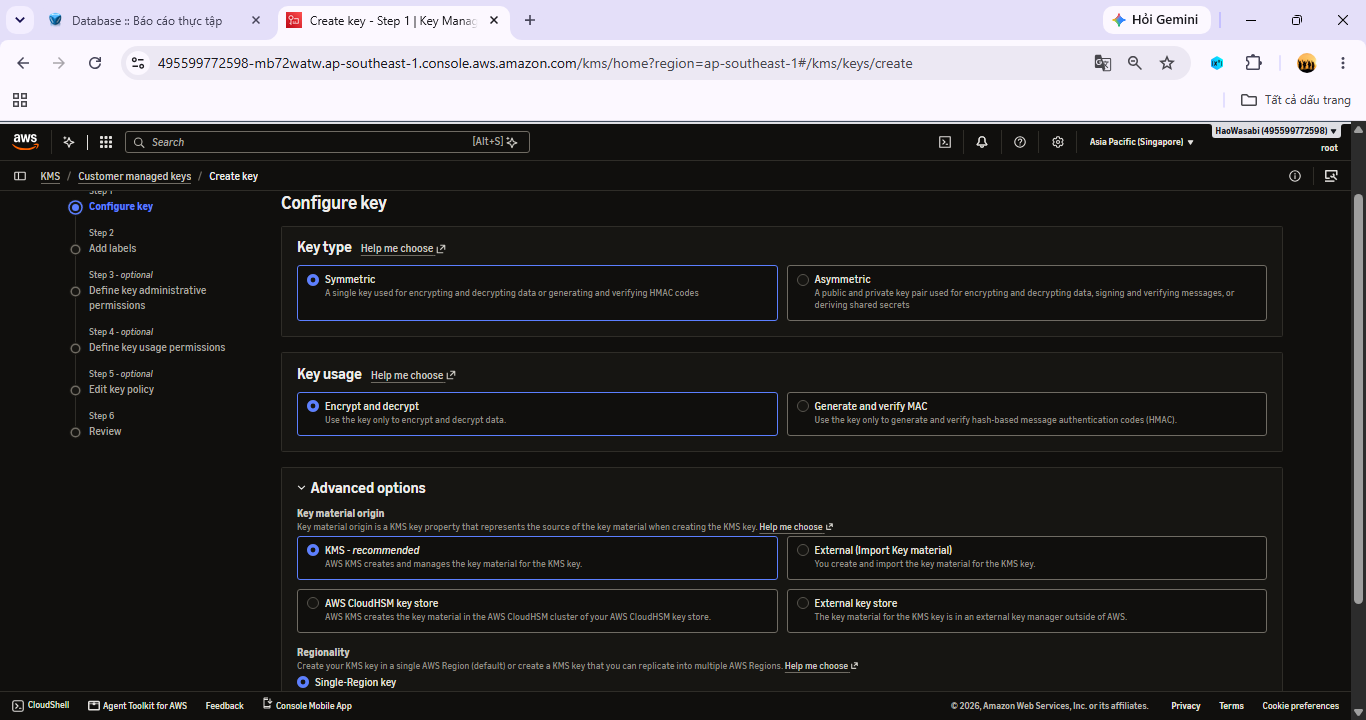 Database :: Báo cáo thực tập
Create key - Step 1 | Key Manag
Hỏi Gemini
495599772598-mb72watw.ap-southeast-1.console.aws.amazon.com/kms/home?region=ap-southeast-1#/kms/keys/create
Tất cả dấu trang
aws
Search
[Alt+S]
Asia Pacific (Singapore) ▼
HaoWasabi (495599772598) ▼
root
KMS / Customer managed keys / Create key
Step 1
Configure key
Step 2
Add labels
Step 3 - optional
Define key administrative
permissions
Step 4 - optional
Define key usage permissions
Step 5 - optional
Edit key policy
Step 6
Review
Configure key
Key type Help me choose
Symmetric
A single key used for encrypting and decrypting data or generating and verifying HMAC codes
Asymmetric
A public and private key pair used for encrypting and decrypting data, signing and verifying messages, or
deriving shared secrets
Key usage Help me choose
Encrypt and decrypt
Use the key only to encrypt and decrypt data.
Generate and verify MAC
Use the key only to generate and verify hash-based message authentication codes (HMAC).
Advanced options
Key material origin
Key material origin is a KMS key property that represents the source of the key material when creating the KMS key. Help me choose
KMS - recommended
AWS KMS creates and manages the key material for the KMS key.
External (Import Key material)
You create and import the key material for the KMS key.
AWS CloudHSM key store
AWS KMS creates the key material in the AWS CloudHSM cluster of your AWS CloudHSM key store.
External key store
The key material for the KMS key is in an external key manager outside of AWS.
Regionality
Create your KMS key in a single AWS Region (default) or create a KMS key that you can replicate into multiple AWS Regions. Help me choose
Single-Region key
CloudShell
Agent Toolkit for AWS
Feedback
Console Mobile App
© 2026, Amazon Web Services, Inc. or its affiliates.
Privacy
Terms
Cookie preferences